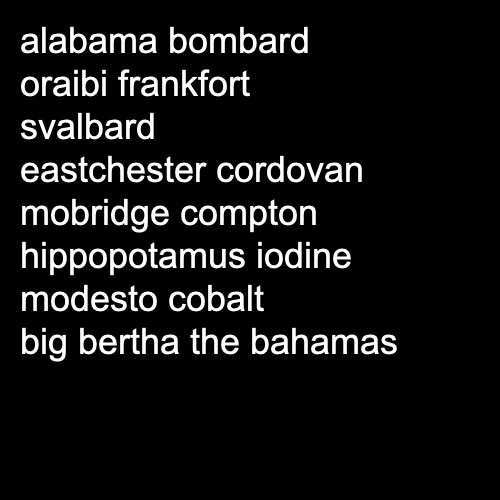 alabama bombard
oraibi frankfort
svalbard
eastchester cordovan
mobridge compton
hippopotamus iodine
modesto cobalt
big bertha the bahamas